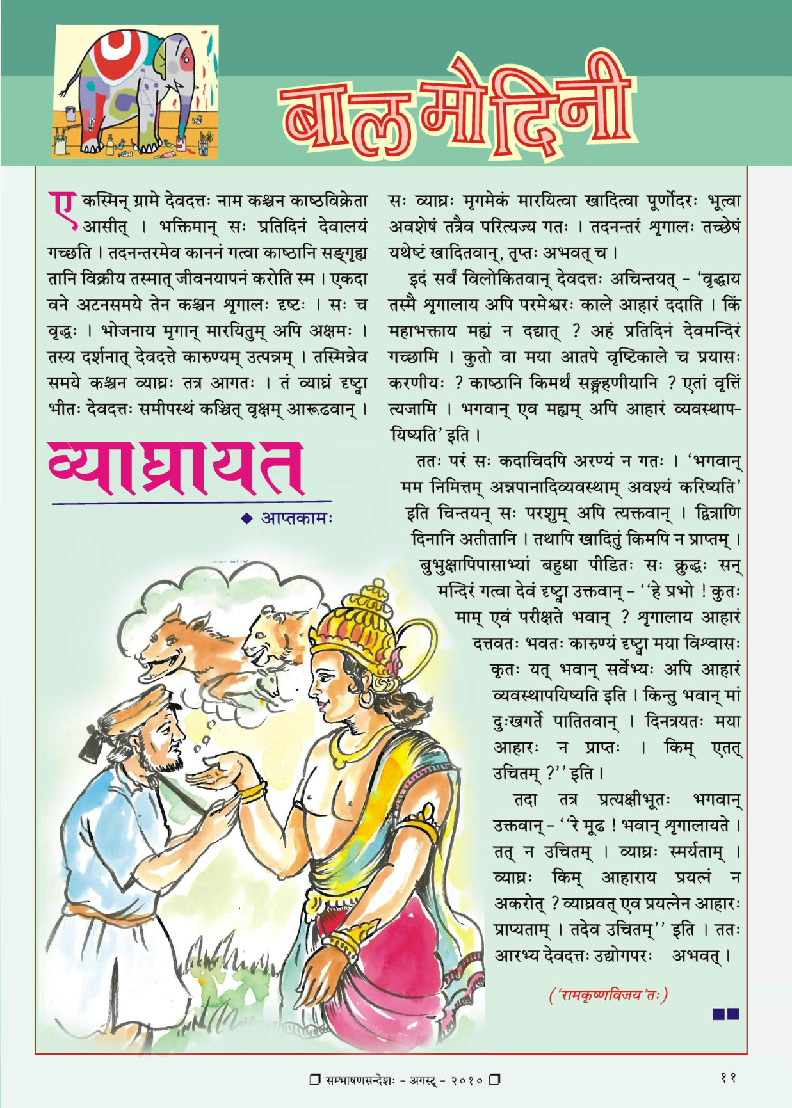 बालमोदिनी
एकस्मिन् ग्रामे देवदत्तः नाम कश्चन काष्ठविक्रेता
आसीत् । भक्तिमान् सः प्रतिदिनं देवालयं
गच्छति । तदनन्तरमेव काननं गत्वा काष्ठानि सङ्गृह्य
तानि विक्रीय तस्मात् जीवनयापनं करोति स्म । एकदा
वने अटनसमये तेन कश्चन शृगालः दृष्टः । सः च
वृद्धः । भोजनाय मृगान् मारयितुम् अपि अक्षमः ।
तस्य दर्शनात् देवदत्ते कारुण्यम् उत्पन्नम् । तस्मिन्नेव
समये कश्चन व्याघ्रः तत्र आगतः । तं व्याघ्रं दृष्ट्वा
भीतः देवदत्तः समीपस्थं कञ्चित् वृक्षम् आरूढवान् ।
व्याघ्रायत
◆ आप्तकामः
सः व्याघ्रः मृगमेकं मारयित्वा खादित्वा पूर्णोदरः भूत्वा
अवशेषं तत्रैव परित्यज्य गतः । तदनन्तरं शृगालः तच्छेषं
यथेष्टं खादितवान्, तृप्तः अभवत् च ।
इदं सर्वं विलोकितवान् देवदत्तः अचिन्तयत् - ‘वृद्धाय
तस्मै शृगालाय अपि परमेश्वरः काले आहारं ददाति । किं
महाभक्ताय मह्यं न दद्यात् ? अहं प्रतिदिनं देवमन्दिरं
गच्छामि । कुतो वा मया आतपे वृष्टिकाले च प्रयासः
करणीयः ? काष्ठानि किमर्थं सङ्ग्रहणीयानि ? एतां वृत्तिं
त्यजामि । भगवान् एव मह्यम् अपि आहारं व्यवस्थाप-
यिष्यति’ इति ।
ततः परं सः कदाचिदपि अरण्यं न गतः । ‘भगवान्
मम निमित्तम् अन्नपानादिव्यवस्थाम् अवश्यं करिष्यति’
इति चिन्तयन् सः परशुम् अपि त्यक्तवान् । द्वित्राणि
दिनानि अतीतानि । तथापि खादितुं किमपि न प्राप्तम् ।
बुभुक्षापिपासाभ्यां बहुधा पीडितः सः क्रुद्धः सन्
मन्दिरं गत्वा देवं दृष्ट्वा उक्तवान् - ‘‘हे प्रभो ! कुतः
माम् एवं परीक्षते भवान् ? शृगालाय आहारं
दत्तवतः भवतः कारुण्यं दृष्ट्वा मया विश्वासः
कृतः यत् भवान् सर्वेभ्यः अपि आहारं
व्यवस्थापयिष्यति इति । किन्तु भवान् मां
दुःखगर्ते पातितवान् । दिनत्रयतः मया
आहारः न प्राप्तः । किम् एतत्
उचितम् ?’’ इति ।
तदा तत्र प्रत्यक्षीभूतः भगवान्
उक्तवान् - ‘‘रे मूढ ! भवान् शृगालायते ।
तत् न उचितम् । व्याघ्रः स्मर्यताम् ।
व्याघ्रः किम् आहाराय प्रयत्नं न
अकरोत् ? व्याघ्रवत् एव प्रयत्नेन आहारः
प्राप्यताम् । तदेव उचितम्’’ इति । ततः
आरभ्य देवदत्तः उद्योगपरः अभवत् ।
(‘रामकृष्णविजय’तः)
❐ सम्भाषणसन्देशः - अगस्ट् - २०१० ❐
११